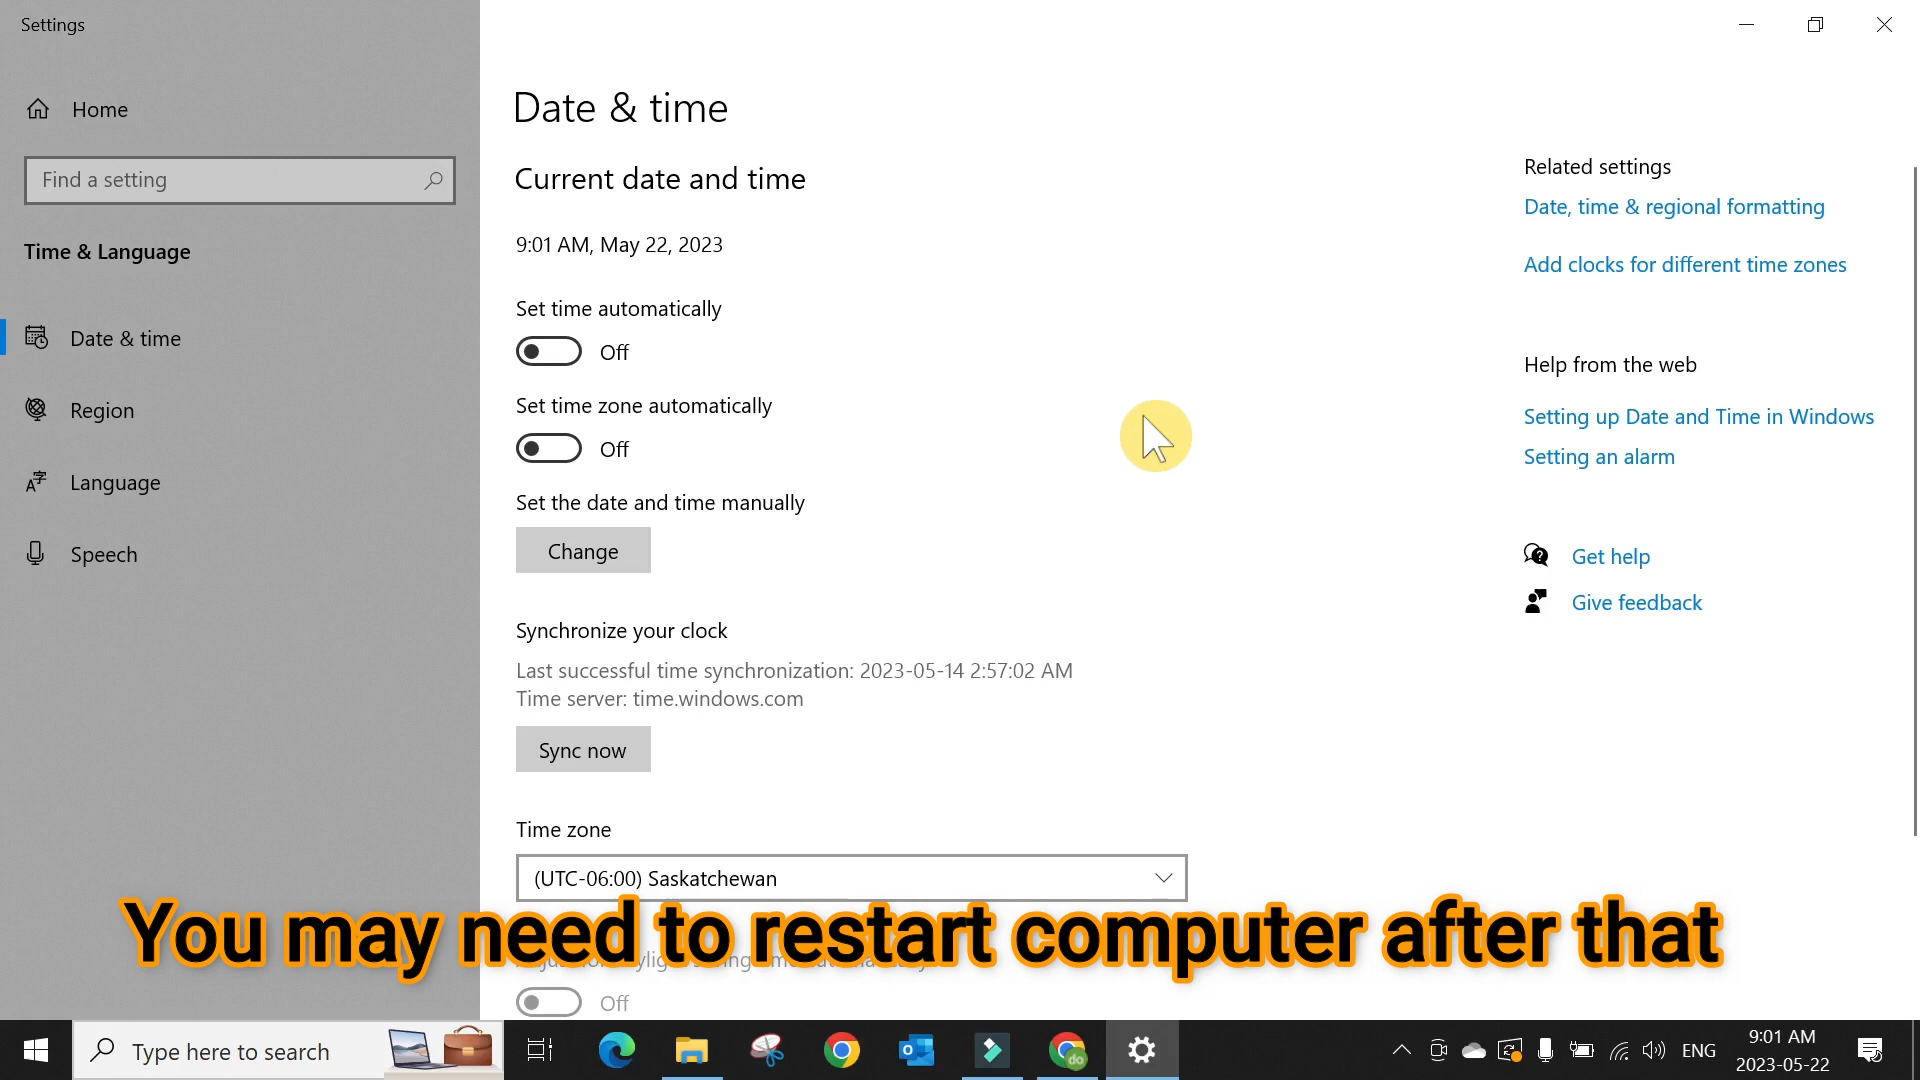 Settings
Home
Find a setting
Time & Language
Date & time
Region
Language
Speech
Date & time
Current date and time
9:01 AM, May 22, 2023
Set time automatically
Off
Set time zone automatically
Off
Set the date and time manually
Change
Synchronize your clock
Last successful time synchronization: 2023-05-14 2:57:02 AM
Time server: time.windows.com
Sync now
Time zone
(UTC-06:00) Saskatchewan
Off
Related settings
Date, time & regional formatting
Add clocks for different time zones
Help from the web
Setting up Date and Time in Windows
Setting an alarm
Get help
Give feedback
You may need to restart computer after that
Type here to search
do
ENG
9:01 AM
2023-05-22